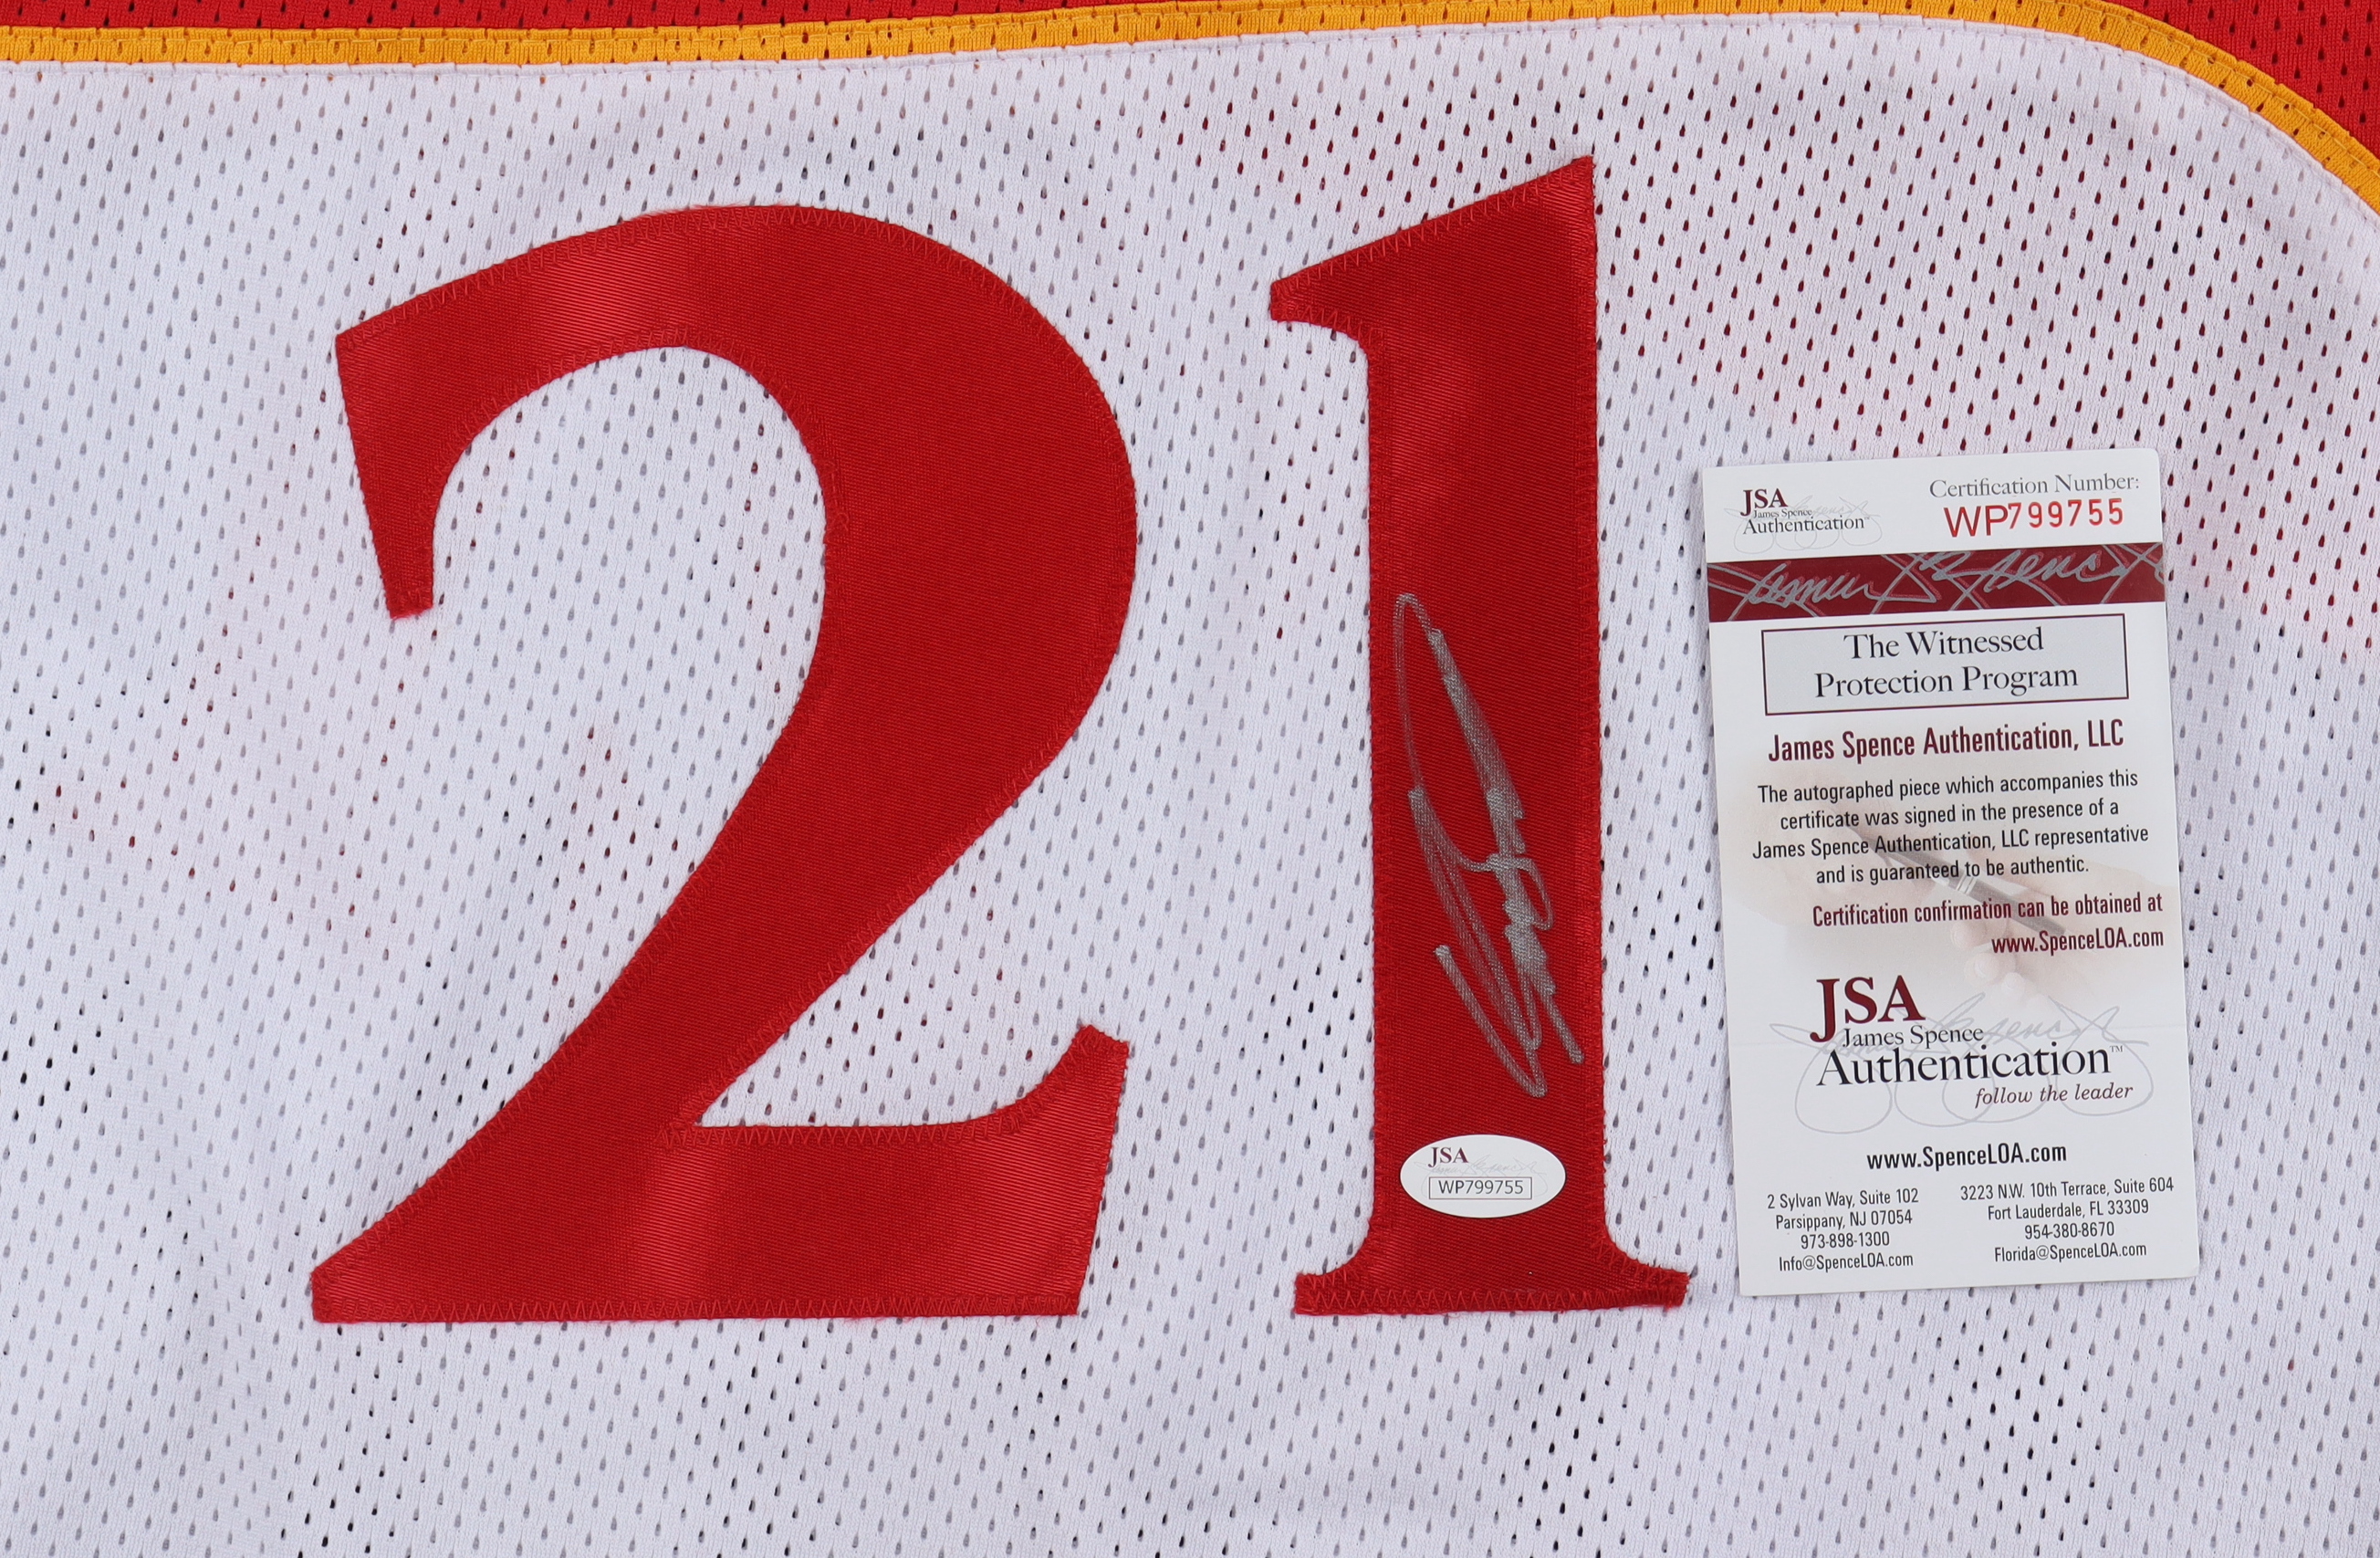 21
JSA
James Spence
Authentication
Certification Number:
WP799755
James Spence
The Witnessed
Protection Program
James Spence Authentication, LLC
The autographed piece which accompanies this
certificate was signed in the presence of a
James Spence Authentication, LLC representative
and is guaranteed to be authentic.
Certification confirmation can be obtained at
www.SpenceLOA.com
JSA
James Spence
Authentication™
follow the leader
www.SpenceLOA.com
2 Sylvan Way, Suite 102
Parsippany, NJ 07054
973-898-1300
Info@SpenceLOA.com
3223 N.W. 10th Terrace, Suite 604
Fort Lauderdale, FL 33309
954-380-8670
Florida@SpenceLOA.com
JSA
WP799755